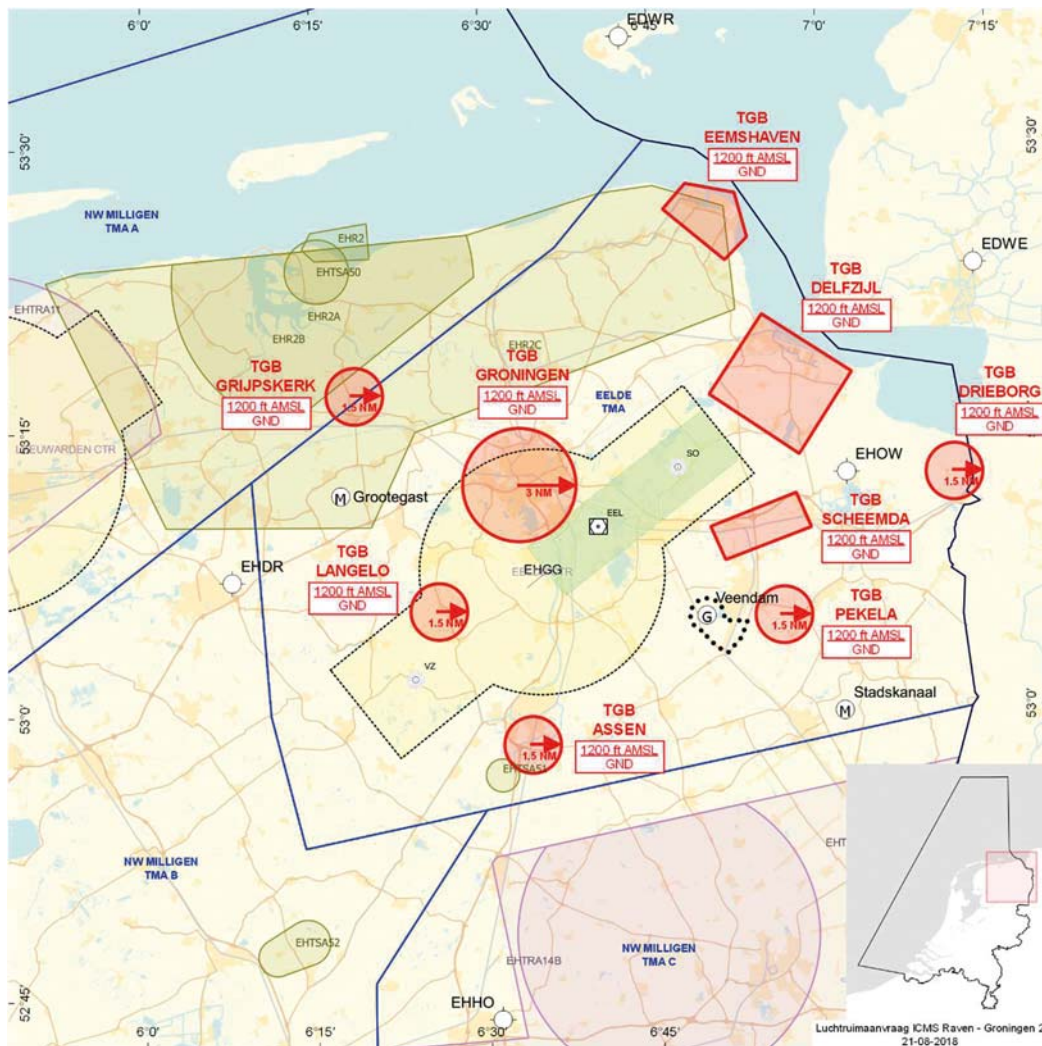 6°0'
6°15'
6°30'
6°45'
7°0'
7°15'
EDWR
53°30'
53°30'
TGB
EEMSHAVEN
1200 ft AMSL
GND
NW MILLIGEN
TMA A
EHR2
EHTSA50
EHR2A
EHR2B
EHR2C
EDWE
TGB
DELFZIJL
1200 ft AMSL
GND
TGB
GRIJPSKERK
1200 ft AMSL
GND
1.5 NM
TGB
GRONINGEN
1200 ft AMSL
GND
3 NM
EELDE
TMA
TGB
DRIEBORG
1200 ft AMSL
GND
1.5 NM
53°15'
53°15'
LEEUWARDEN CTR
SO
EHOW
Grootegast
M
EEL
EHGG
TGB
SCHEEMDA
1200 ft AMSL
GND
EHDR
TGB
LANGELO
1200 ft AMSL
GND
1.5 NM
Veendam
G
TGB
PEKELA
1200 ft AMSL
GND
1.5 NM
VZ
Stadskanaal
M
53°0'
53°0'
TGB
ASSEN
1200 ft AMSL
GND
1.5 NM
EHTSA51
NW MILLIGEN
TMA B
EHTSA52
EHTRA14B
NW MILLIGEN
TMA C
EHHO
52°45'
6°0'
6°15'
6°30'
6°45'
Luchtruimaanvraag ICMS Raven - Groningen 2
21-08-2018